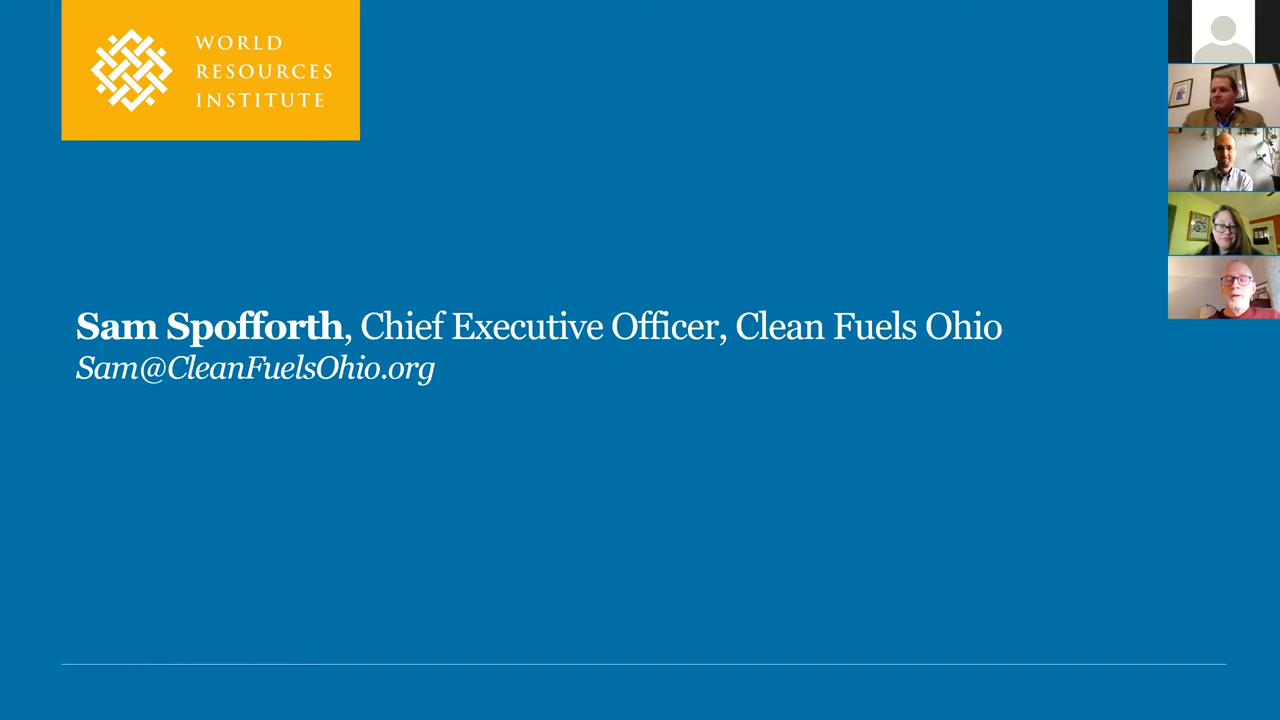 WORLD
RESOURCES
INSTITUTE
Sam Spofforth, Chief Executive Officer, Clean Fuels Ohio
Sam@CleanFuelsOhio.org